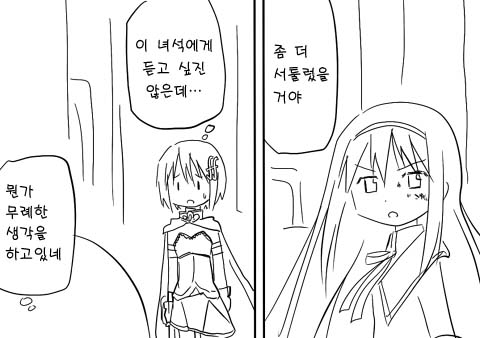 좀 더
서툴렀을
거야
이 녀석에게
듣고 싶진
않은데…
뭔가
무례한
생각을
하고있네